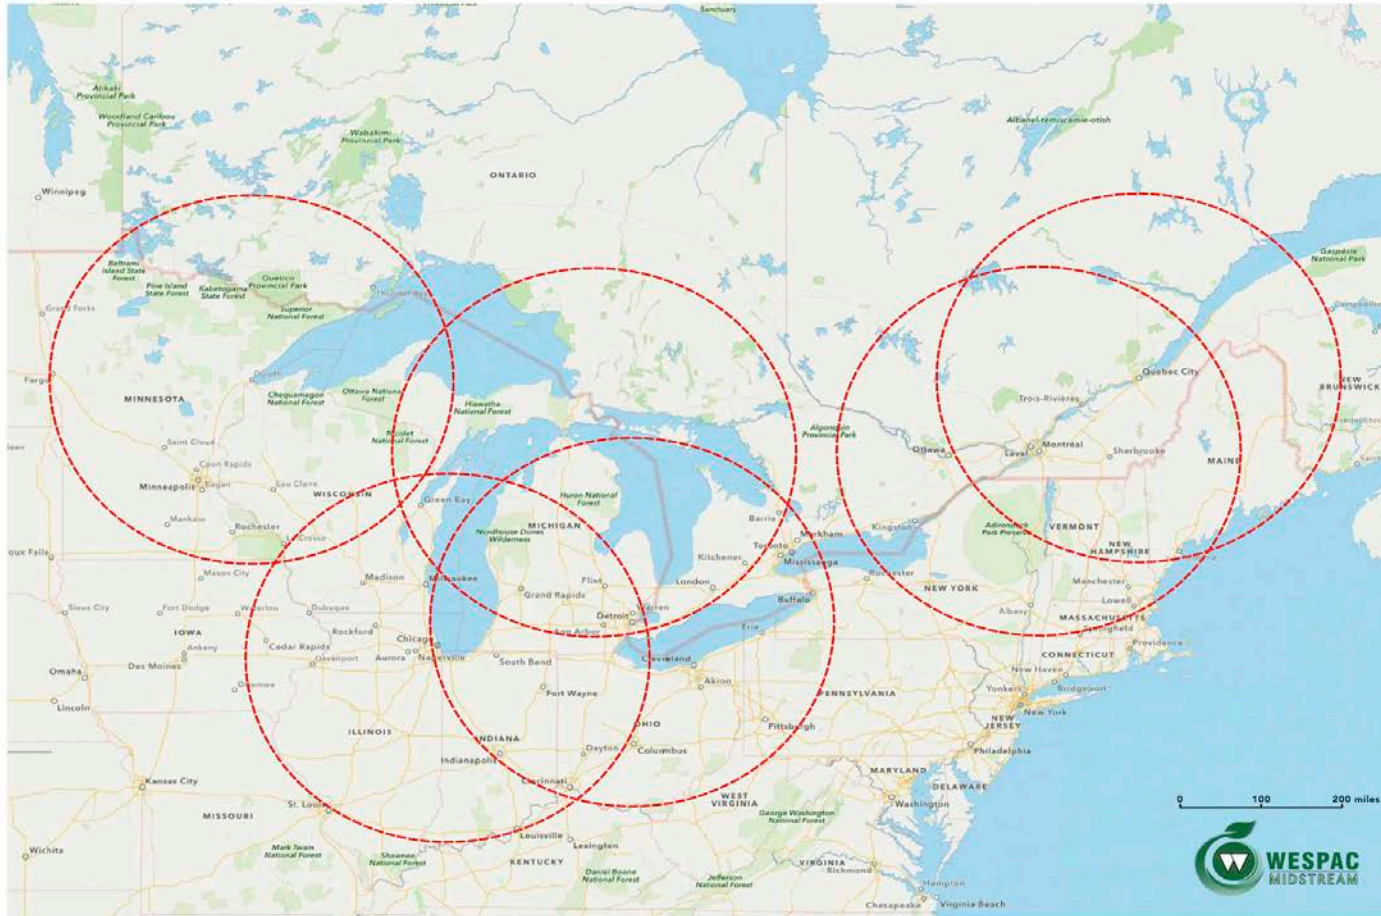 Sanctuary
Atikaki
Provincial Park
Woodland Caribou
Provincial Park
Wabakimi
Provincial Park
Albanel-temiscamie-otish
ONTARIO
Winnipeg
Gaspésie
National Park
Beltrami
Island State
Forest
Pine Island
State Forest
Kabetogama
State Forest
Quetico
Provincial Park
Superior
National Forest
Thunder Bay
Grand Forks
Fargo
Duluth
Quebec City
NEW
BRUNSWICK
MINNESOTA
Chequamegon
National Forest
Ottawa National
Forest
Hiawatha
National Forest
Trois-Rivières
Nicolet
National Forest
Algonquin
Provincial Park
Saint Cloud
Coon Rapids
Minneapolis
Eagan
Eau Claire
WISCONSIN
Green Bay
Ottawa
Laval
Montréal
Sherbrooke
MAINE
Huron National
Forest
MICHIGAN
Nordhouse Dunes
Wilderness
Barrie
Kingston
Adirondack
Park Preserve
VERMONT
NEW
HAMPSHIRE
Mankato
Rochester
La Crosse
Toronto
Markham
Mississauga
Kitchener
Sioux Falls
Mason City
Madison
Milwaukee
Grand Rapids
Flint
London
Buffalo
Rochester
NEW YORK
Manchester
Lowell
Albany
MASSACHUSETTS
Springfield
Providence
Sioux City
Fort Dodge
Waterloo
Dubuque
Rockford
Detroit
Warren
Ann Arbor
Erie
IOWA
Ankeny
Des Moines
Cedar Rapids
Davenport
Chicago
Aurora
Naperville
South Bend
Cleveland
Akron
CONNECTICUT
New Haven
Bridgeport
Omaha
Lincoln
Ottumwa
Fort Wayne
PENNSYLVANIA
Yonkers
New York
NEW
JERSEY
ILLINOIS
INDIANA
Indianapolis
OHIO
Dayton
Columbus
Pittsburgh
Philadelphia
Kansas City
Cincinnati
MARYLAND
DELAWARE
Washington
WEST
VIRGINIA
St. Louis
MISSOURI
Louisville
Lexington
George Washington
National Forest
0 100 200 miles
Wichita
Mark Twain
National Forest
Shawnee
National Forest
KENTUCKY
Daniel Boone
National Forest
Jefferson
National Forest
VIRGINIA
Richmond
Hampton
Chesapeake
Virginia Beach
W
WESPAC
MIDSTREAM